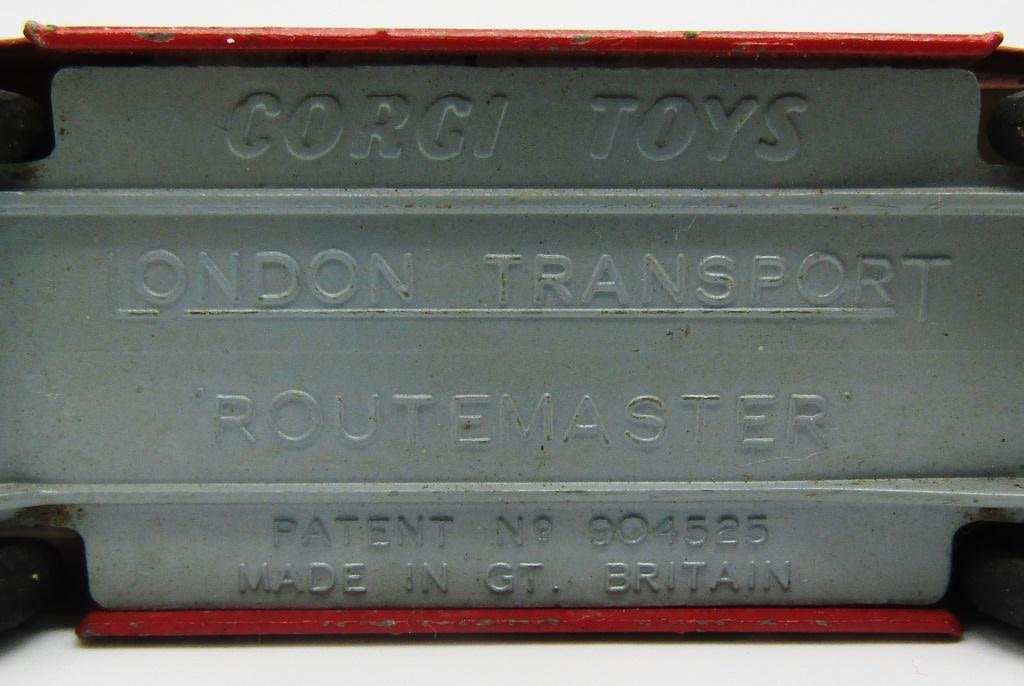 CORGI TOYS
LONDON TRANSPORT
'ROUTEMASTER'
PATENT Nº 904525
MADE IN GT. BRITAIN